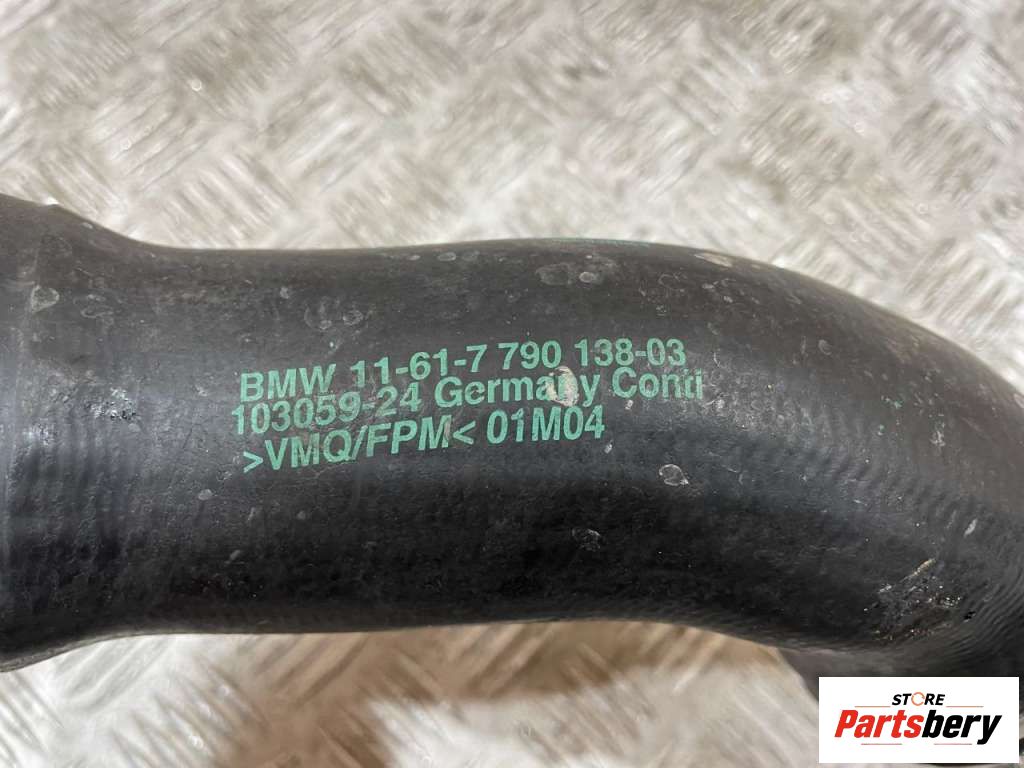 BMW 11-61-7 790 138-03
103059-24 Germany Conti
>VMQ/FPM< 01M04
STORE
Partsbery